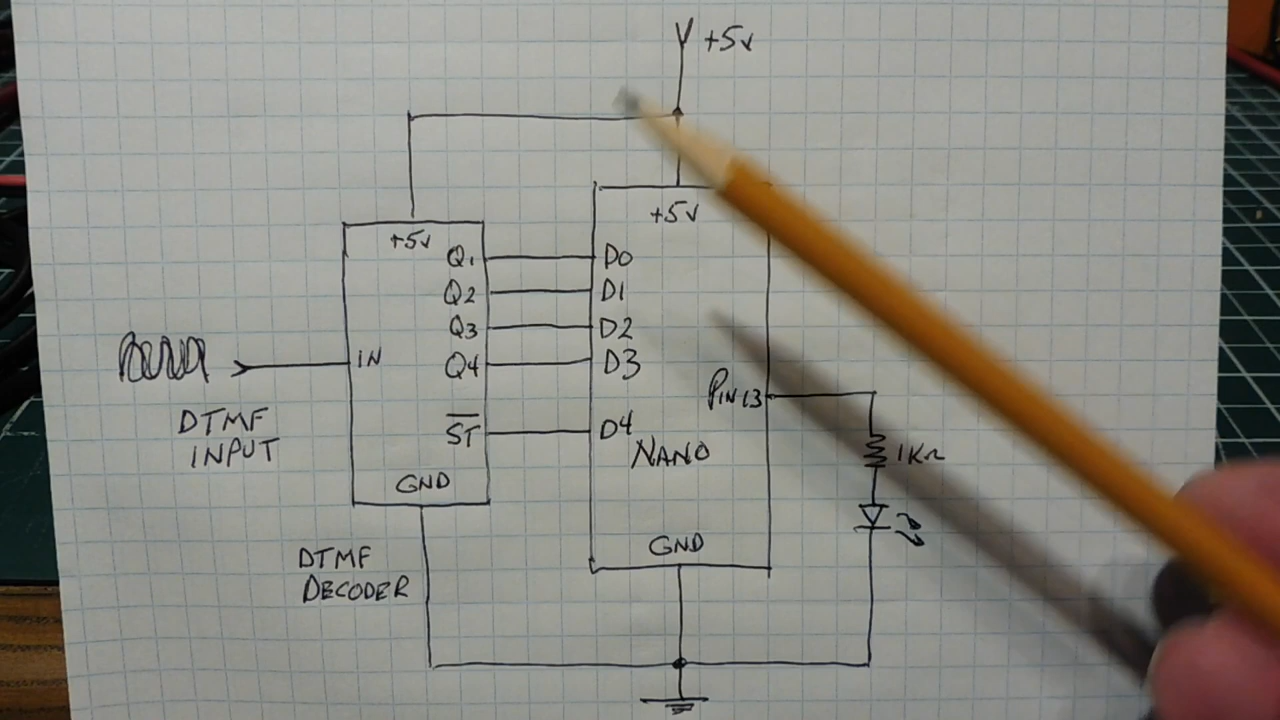 +5v
+5v
+5v
Q1
D0
Q2
D1
Q3
D2
IN
Q4
D3
PIN 13
DTMF
INPUT
ST
D4
NANO
1KΩ
GND
GND
DTMF
DECODER